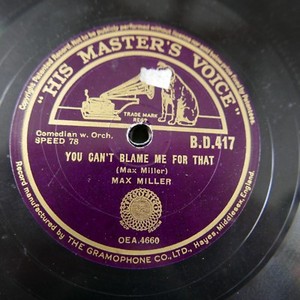 "HIS MASTER'S VOICE"
TRADE MARK
REGD
Comedian w. Orch.
SPEED 78
B.D.417
YOU CAN'T BLAME ME FOR THAT
(Max Miller)
MAX MILLER
OEA.4660
Record manufactured by THE GRAMOPHONE CO., LTD., Hayes, Middlesex, England.